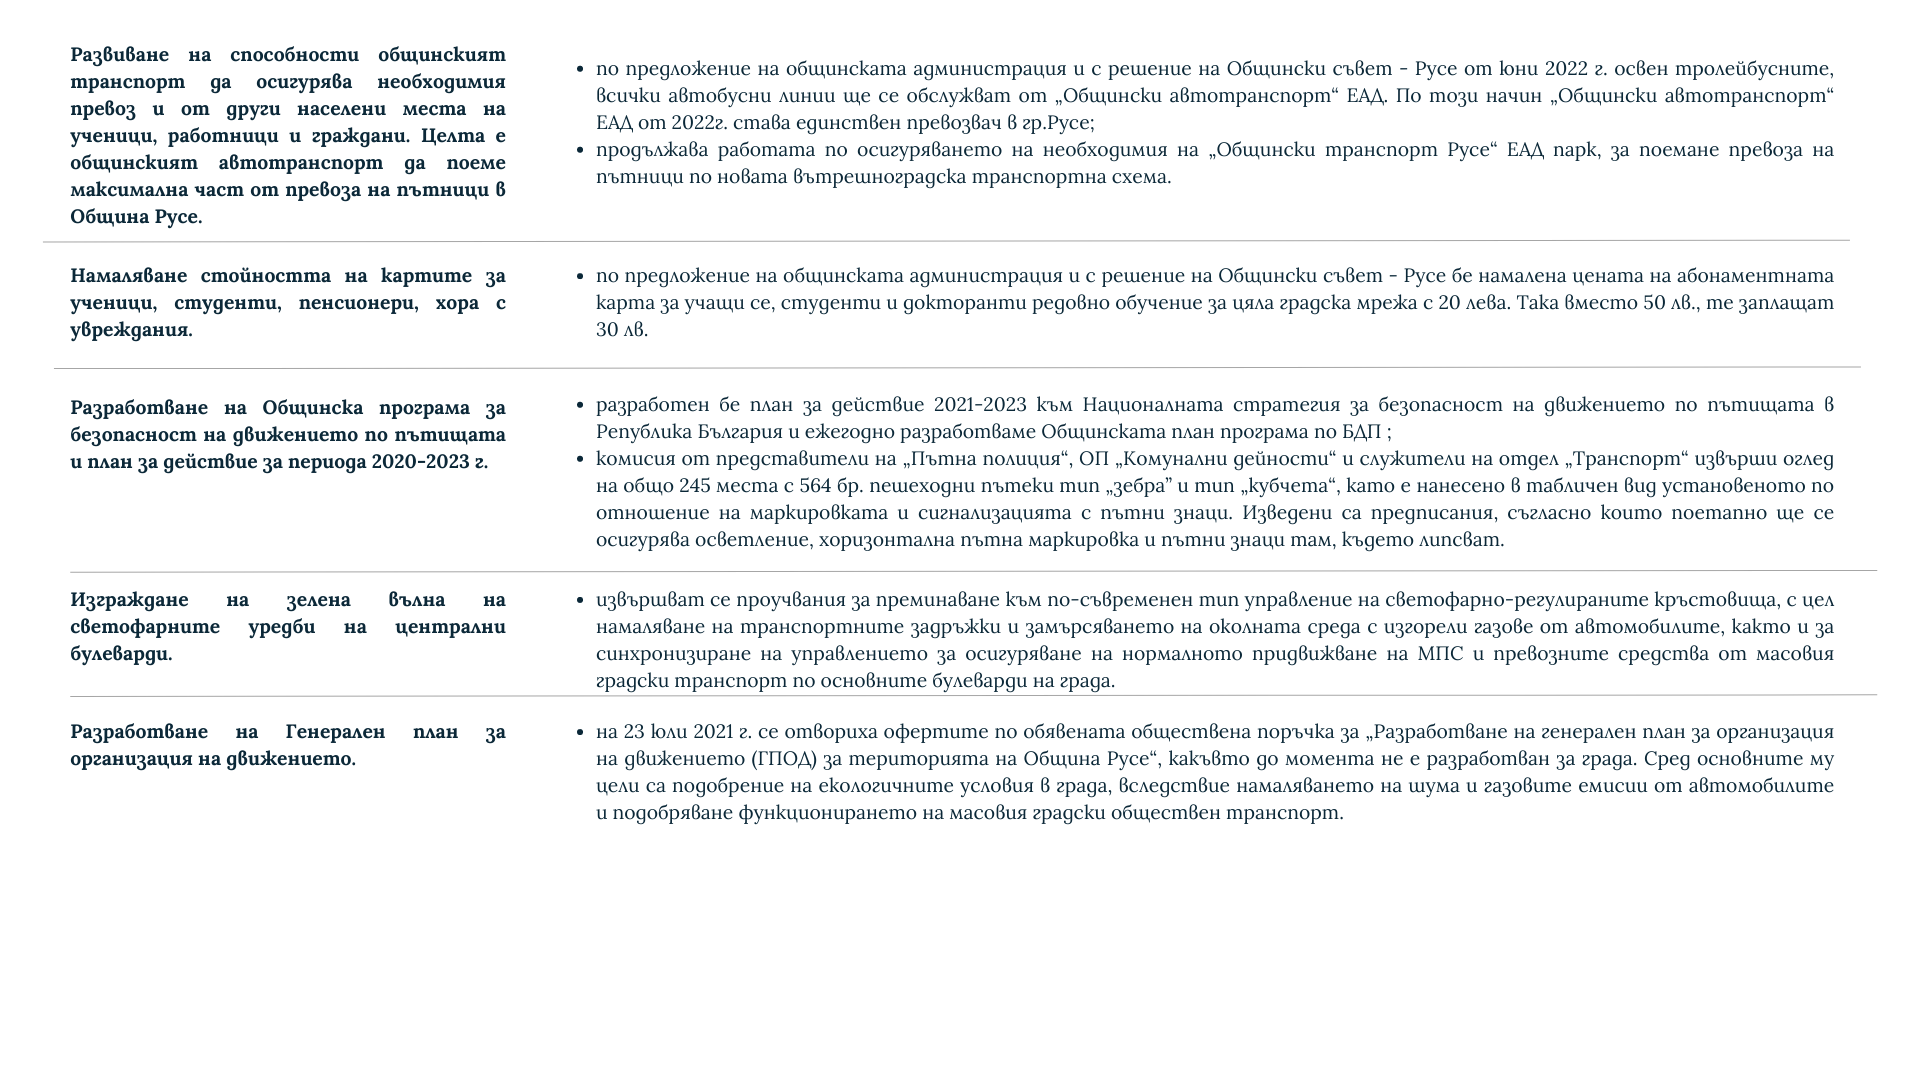 Развиване на способности общинският
транспорт да осигурява необходимия
превоз и от други населени места на
ученици, работници и граждани. Целта е
общинският автотранспорт да поеме
максимална част от превоза на пътници в
Община Русе.
• по предложение на общинската администрация и с решение на Общински съвет - Русе от юни 2022 г. освен тролейбусните,
всички автобусни линии ще се обслужват от „Общински автотранспорт“ ЕАД. По този начин „Общински автотранспорт“
ЕАД от 2022г. става единствен превозвач в гр.Русе;
• продължава работата по осигуряването на необходимия на „Общински транспорт Русе“ ЕАД парк, за поемане превоза на
пътници по новата вътрешноградска транспортна схема.
Намаляване стойността на картите за
ученици, студенти, пенсионери, хора с
увреждания.
• по предложение на общинската администрация и с решение на Общински съвет - Русе бе намалена цената на абонаментната
карта за учащи се, студенти и докторанти редовно обучение за цяла градска мрежа с 20 лева. Така вместо 50 лв., те заплащат
30 лв.
Разработване на Общинска програма за
безопасност на движението по пътищата
и план за действие за периода 2020-2023 г.
• разработен бе план за действие 2021-2023 към Националната стратегия за безопасност на движението по пътищата в
Република България и ежегодно разработваме Общинската план програма по БДП ;
• комисия от представители на „Пътна полиция“, ОП „Комунални дейности“ и служители на отдел „Транспорт“ извърши оглед
на общо 245 места с 564 бр. пешеходни пътеки тип „зебра” и тип „кубчета“, като е нанесено в табличен вид установеното по
отношение на маркировката и сигнализацията с пътни знаци. Изведени са предписания, съгласно които поетапно ще се
осигурява осветление, хоризонтална пътна маркировка и пътни знаци там, където липсват.
Изграждане на зелена вълна на
светофарните уредби на централни
булеварди.
• извършват се проучвания за преминаване към по-съвременен тип управление на светофарно-регулираните кръстовища, с цел
намаляване на транспортните задръжки и замърсяването на околната среда с изгорели газове от автомобилите, както и за
синхронизиране на управлението за осигуряване на нормалното придвижване на МПС и превозните средства от масовия
градски транспорт по основните булеварди на града.
Разработване на Генерален план за
организация на движението.
• на 23 юли 2021 г. се отвориха офертите по обявената обществена поръчка за „Разработване на генерален план за организация
на движението (ГПОД) за територията на Община Русе“, какъвто до момента не е разработван за града. Сред основните му
цели са подобрение на екологичните условия в града, вследствие намаляването на шума и газовите емисии от автомобилите
и подобряване функционирането на масовия градски обществен транспорт.